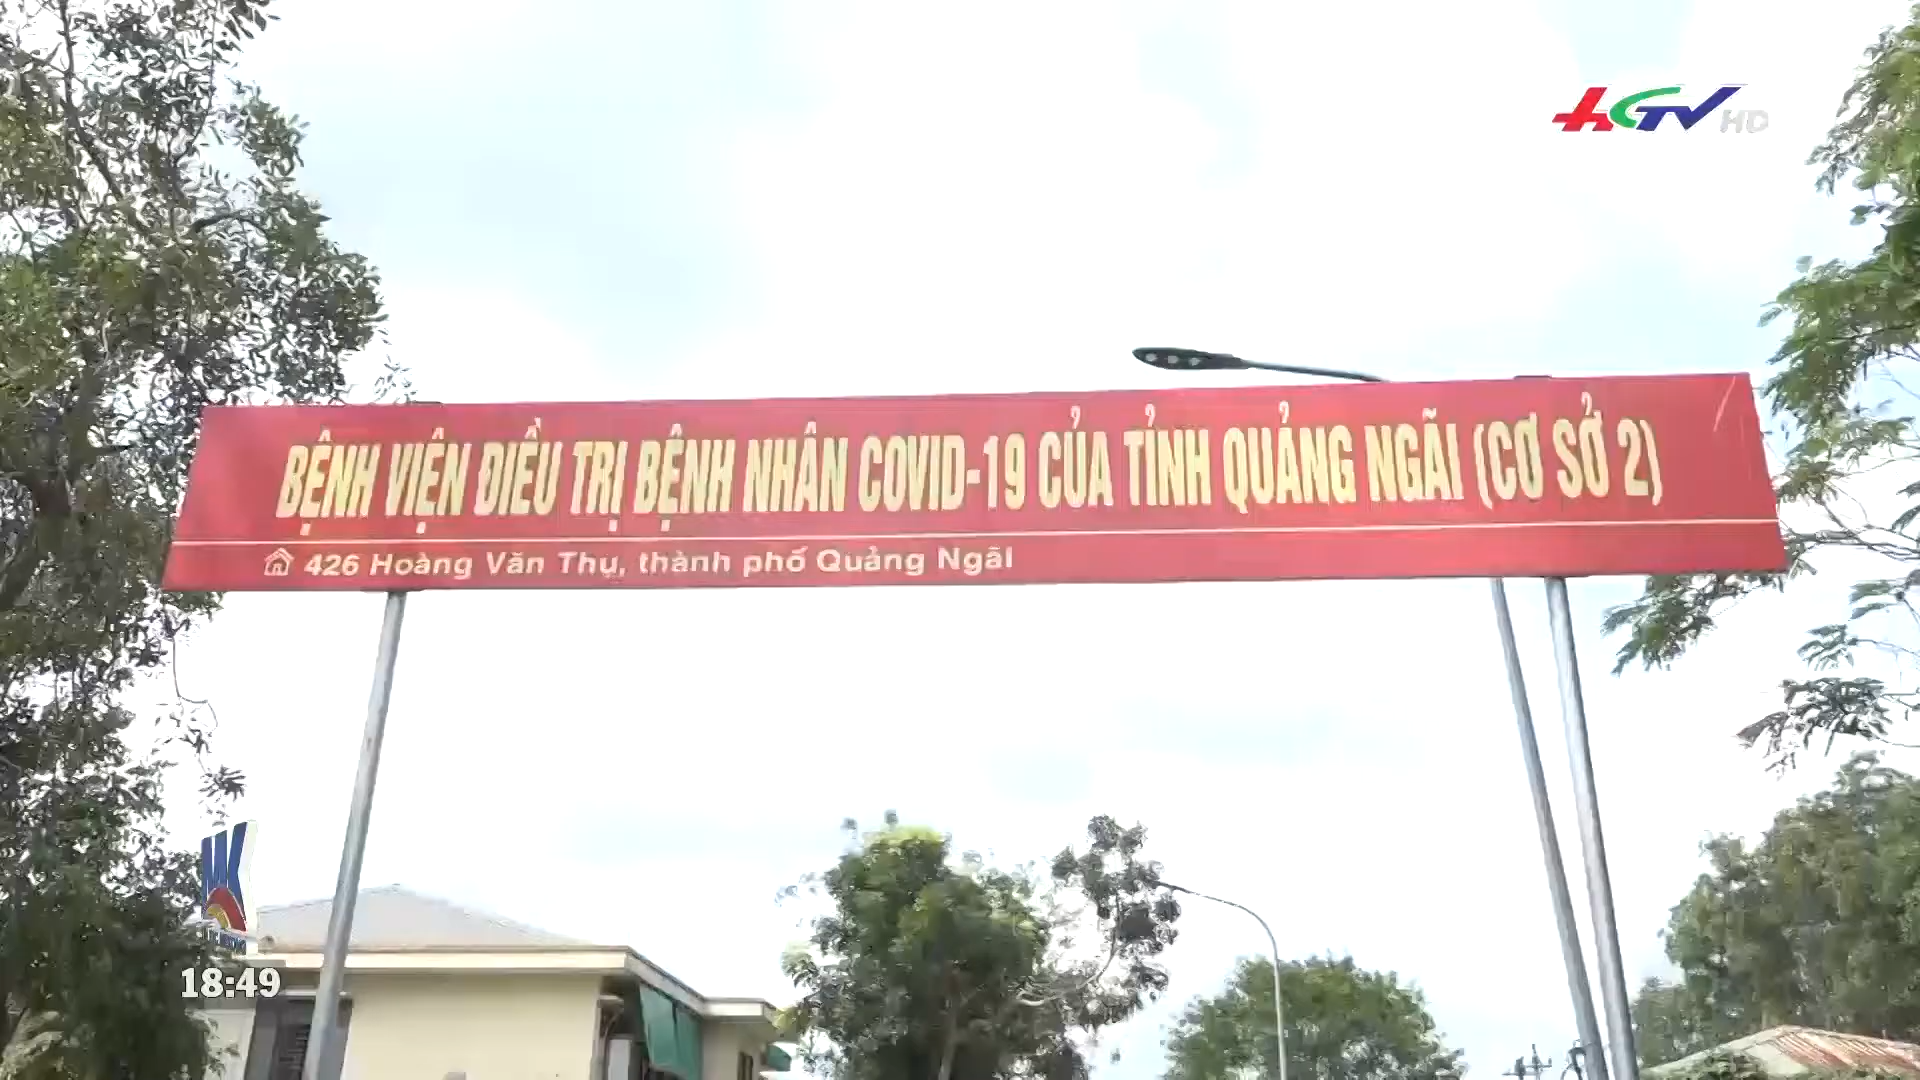 HGTV HD
BỆNH VIỆN ĐIỀU TRỊ BỆNH NHÂN COVID-19 CỦA TỈNH QUẢNG NGÃI (CƠ SỞ 2)
426 Hoàng Văn Thụ, thành phố Quảng Ngãi
MK
18:49